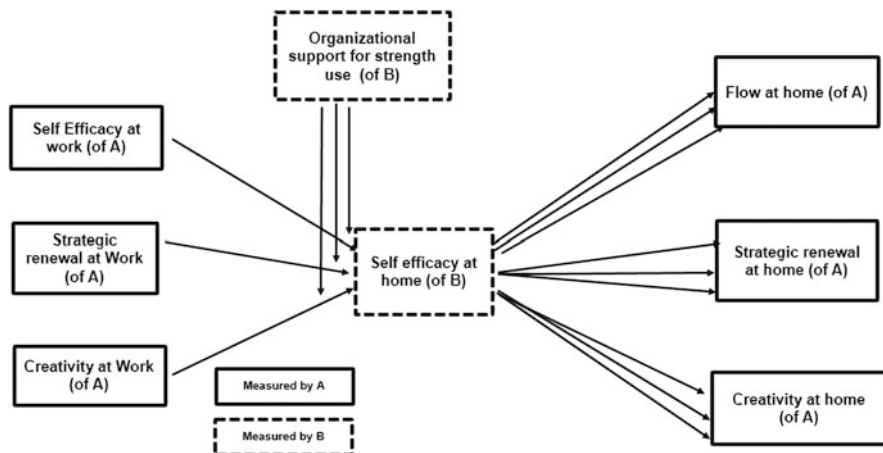 Organizational
support for strength
use (of B)
Flow at home (of A)
Self Efficacy at
work (of A)
Strategic
renewal at Work
(of A)
Self efficacy at
home (of B)
Strategic renewal
at home (of A)
Creativity at Work
(of A)
Measured by A
Creativity at home
(of A)
Measured by B